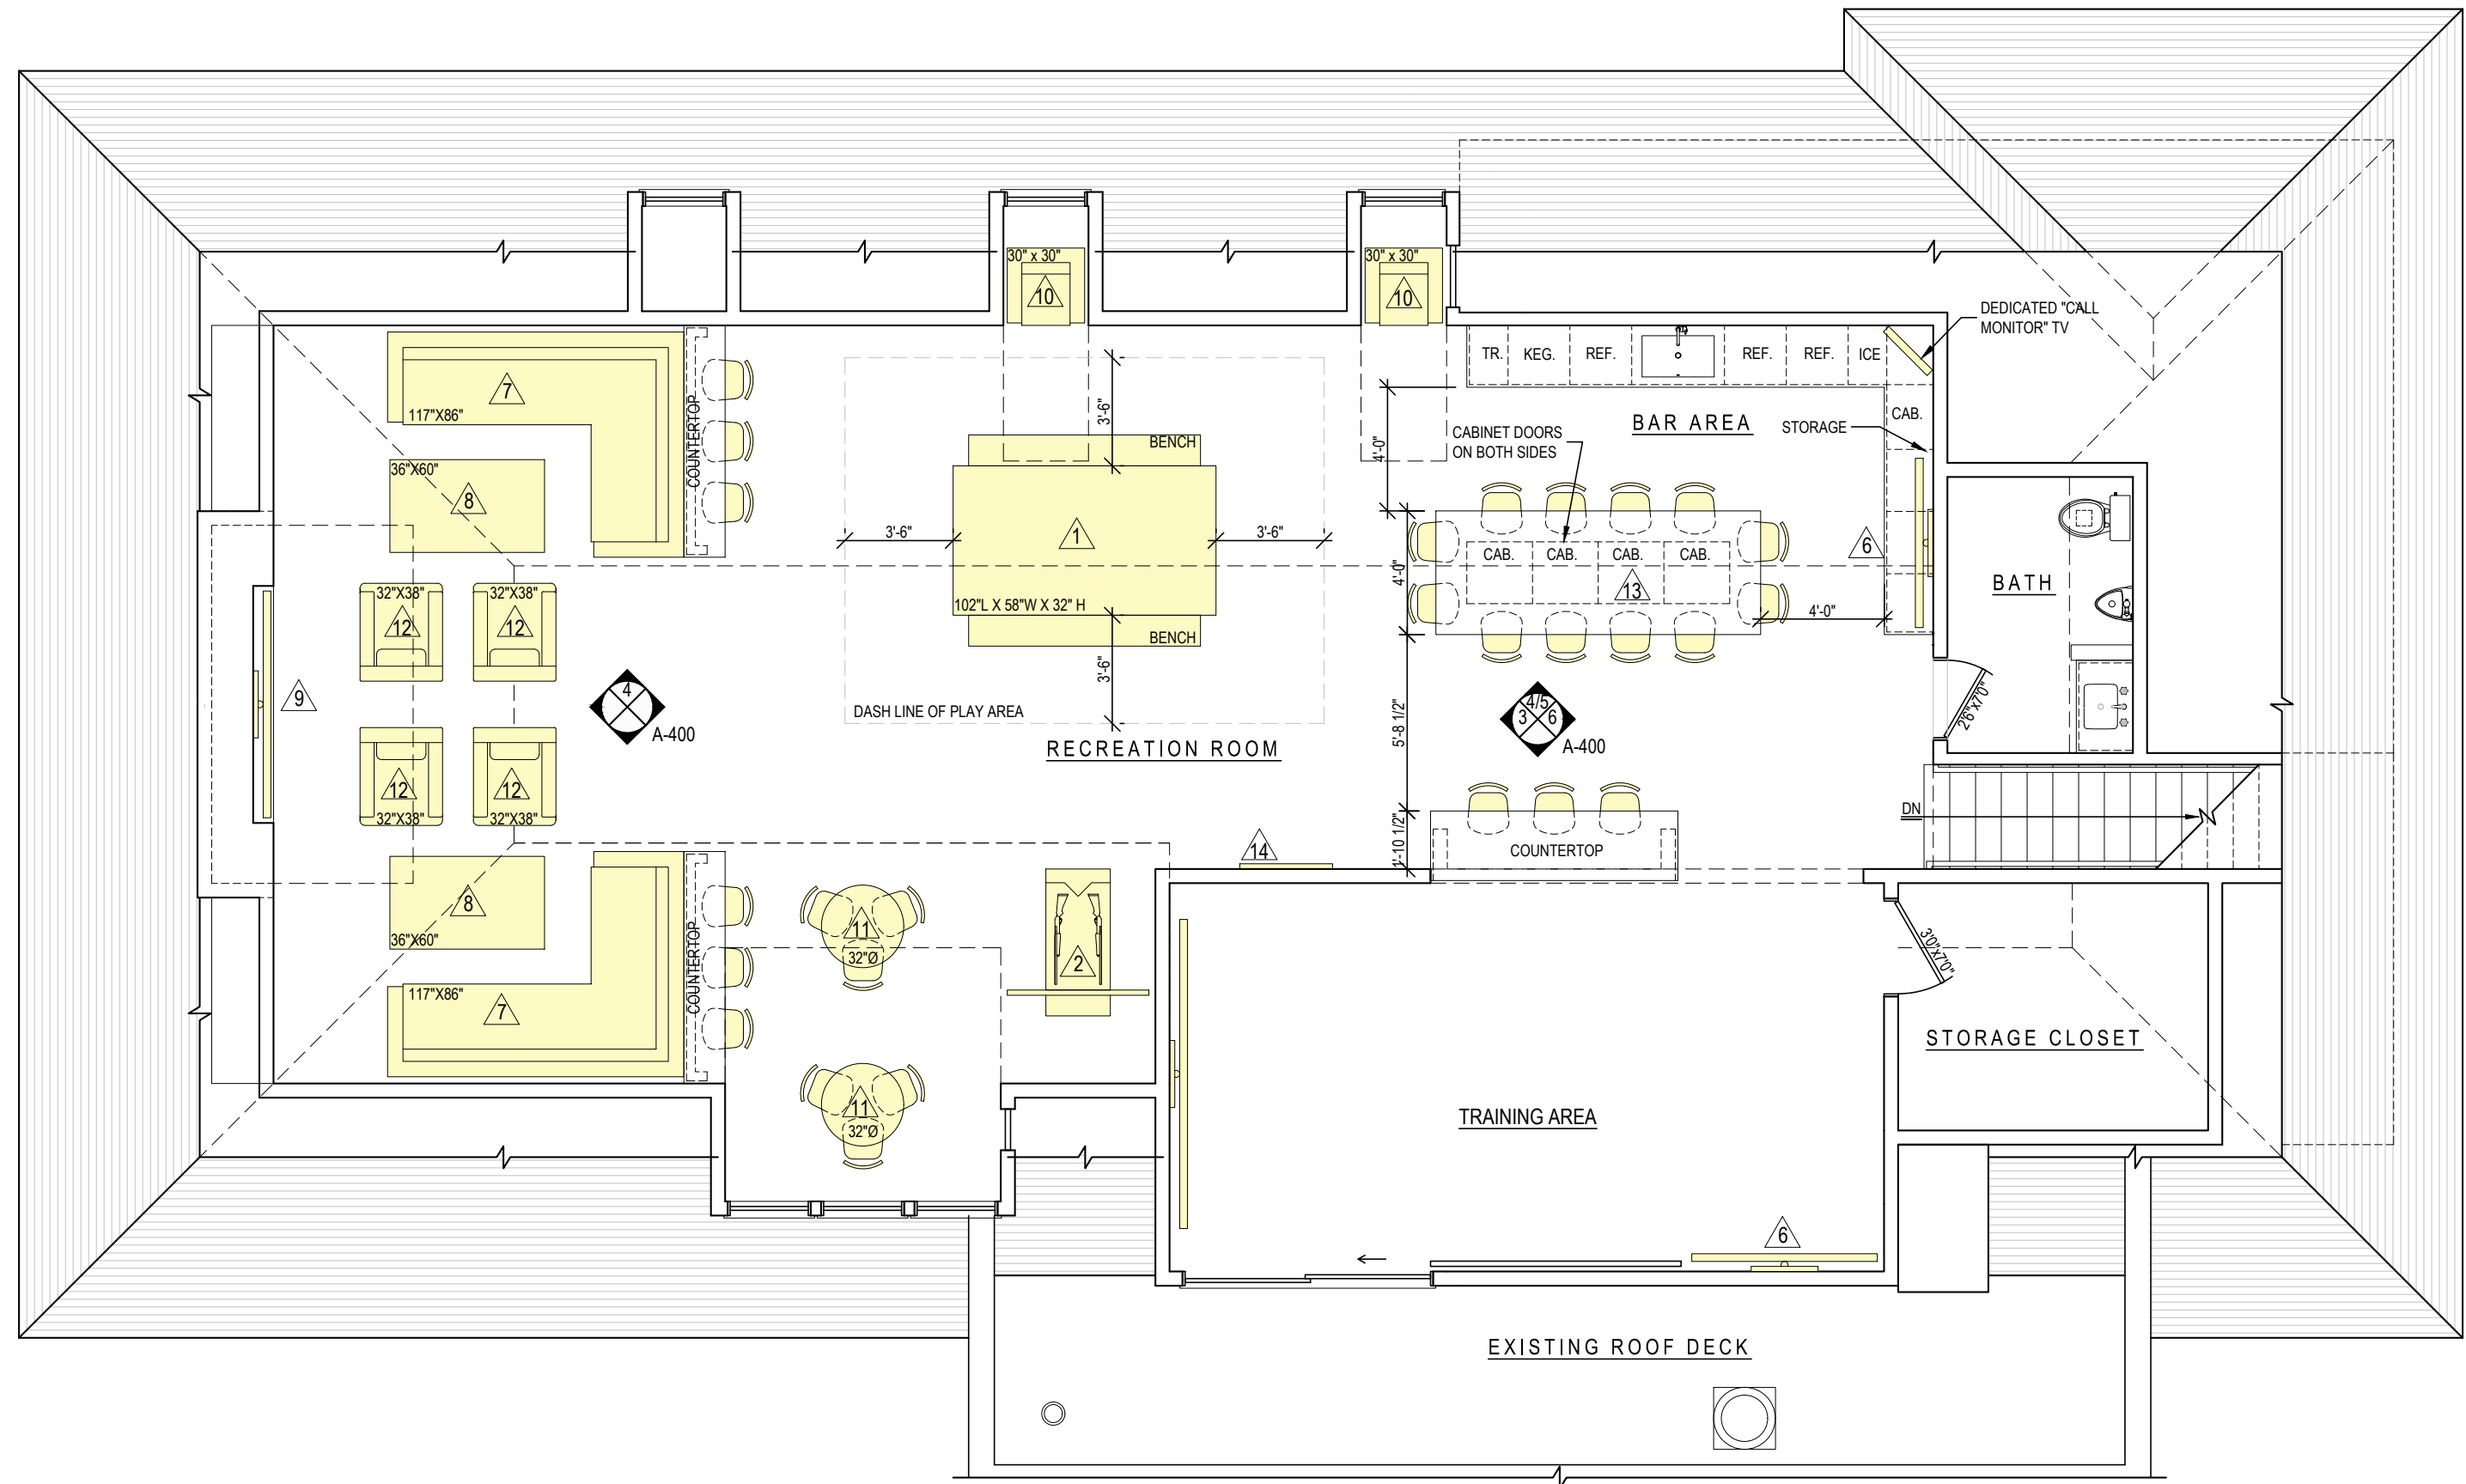 30" x 30"
10
30" x 30"
10
DEDICATED "CALL
MONITOR" TV
TR.
KEG.
REF.
REF.
REF.
ICE
7
117"X86"
COUNTERTOP
3'-6"
BENCH
4'-0"
CABINET DOORS
ON BOTH SIDES
BAR AREA
STORAGE
CAB.
36"X60"
8
3'-6"
1
3'-6"
102"L X 58"W X 32" H
BENCH
3'-6"
4'-0"
CAB.
CAB.
CAB.
CAB.
13
6
4'-0"
BATH
32"X38"
12
32"X38"
12
9
4
A-400
DASH LINE OF PLAY AREA
RECREATION ROOM
5'-8 1/2"
4/5
3
6
A-400
2'6"x7'0"
12
32"X38"
12
32"X38"
14
1'-10 1/2"
COUNTERTOP
DN
8
36"X60"
117"X86"
7
COUNTERTOP
11
32"Ø
2
11
32"Ø
3'0"x7'0"
STORAGE CLOSET
TRAINING AREA
6
EXISTING ROOF DECK